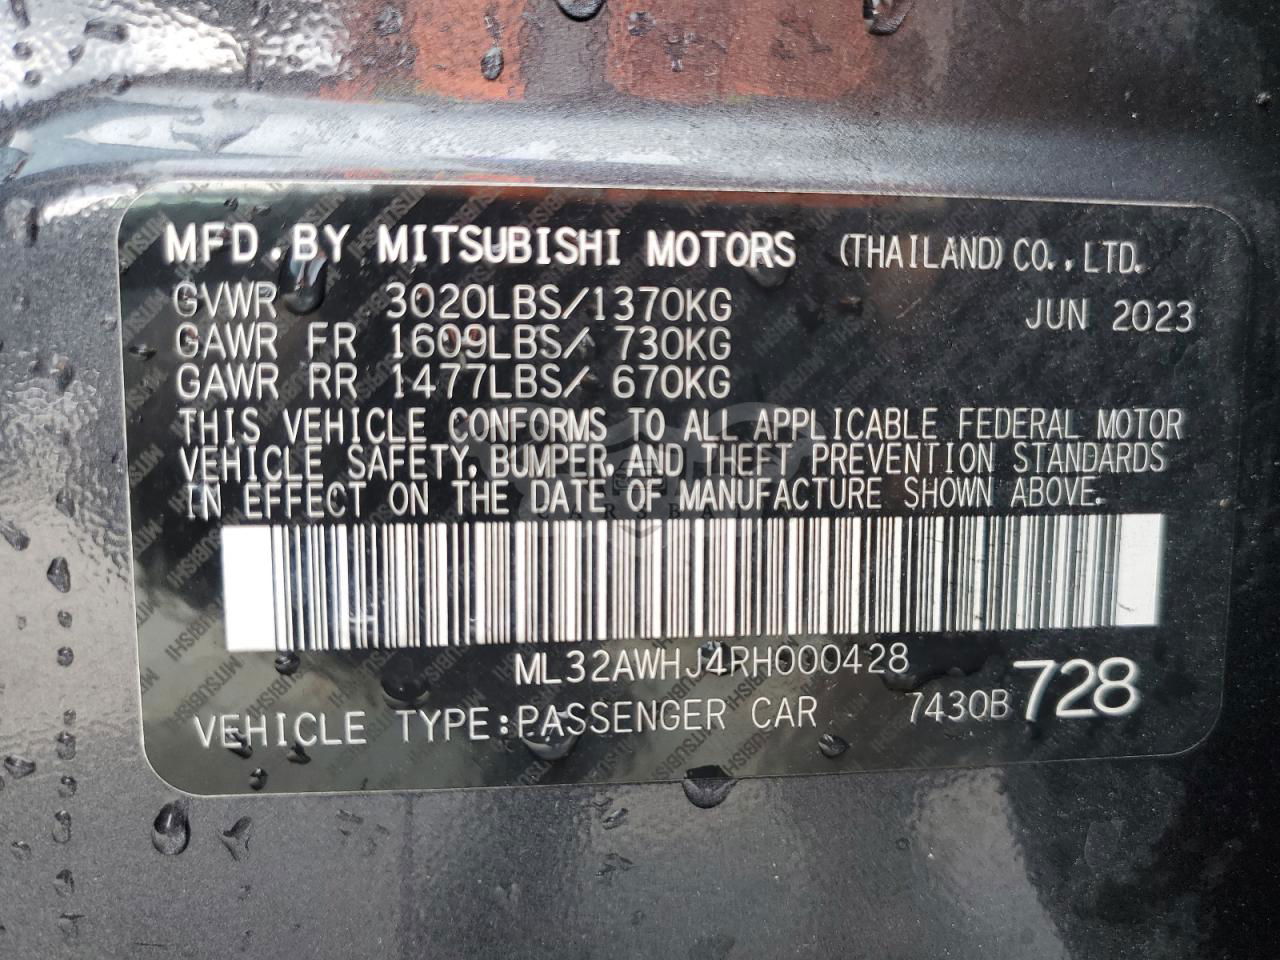 MFD.BY MITSUBISHI MOTORS (THAILAND) CO.,LTD.
GVWR 3020LBS/1370KG JUN 2023
GAWR FR 1609LBS/ 730KG
GAWR RR 1477LBS/ 670KG
THIS VEHICLE CONFORMS TO ALL APPLICABLE FEDERAL MOTOR
VEHICLE SAFETY, BUMPER, AND THEFT PREVENTION STANDARDS
IN EFFECT ON THE DATE OF MANUFACTURE SHOWN ABOVE.
ML32AWHJ4RH000428
VEHICLE TYPE:PASSENGER CAR 7430B 728